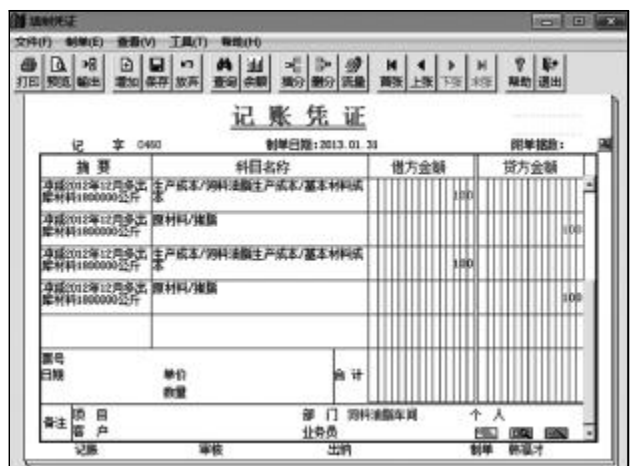 填制凭证
文件(F) 制单(E) 查看(V) 工具(T) 帮助(H)
打印 预览 输出 增加 保存 放弃 查询 余额 插分 删分 流量 首张 上张 下张 末张 帮助 退出
记 账 凭 证
记 字 0460 制单日期:2013.01.31 附单据数:
摘 要 科目名称 借方金额 贷方金额
冲减2012年12月多出库材料1800000公斤 生产成本/饲料油脂生产成本/基本材料成本 100
冲减2012年12月多出库材料1800000公斤 原材料/猪脂 100
冲减2012年12月多出库材料1800000公斤 生产成本/饲料油脂生产成本/基本材料成本 100
冲减2012年12月多出库材料1800000公斤 原材料/猪脂 100
票号
日期 单价 合 计
数量
备注 项 目 部 门 饲料油脂车间 个 人
客 户 业务员
记账 审核 出纳 制单 韩福才